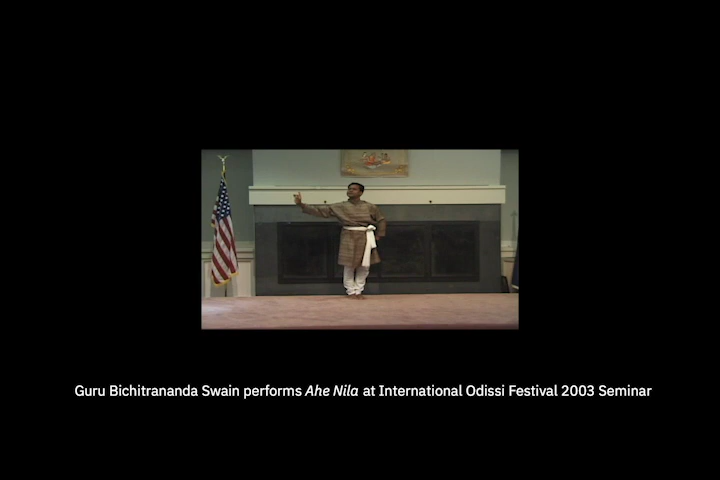 Guru Bichitrananda Swain performs Ahe Nila at International Odissi Festival 2003 Seminar